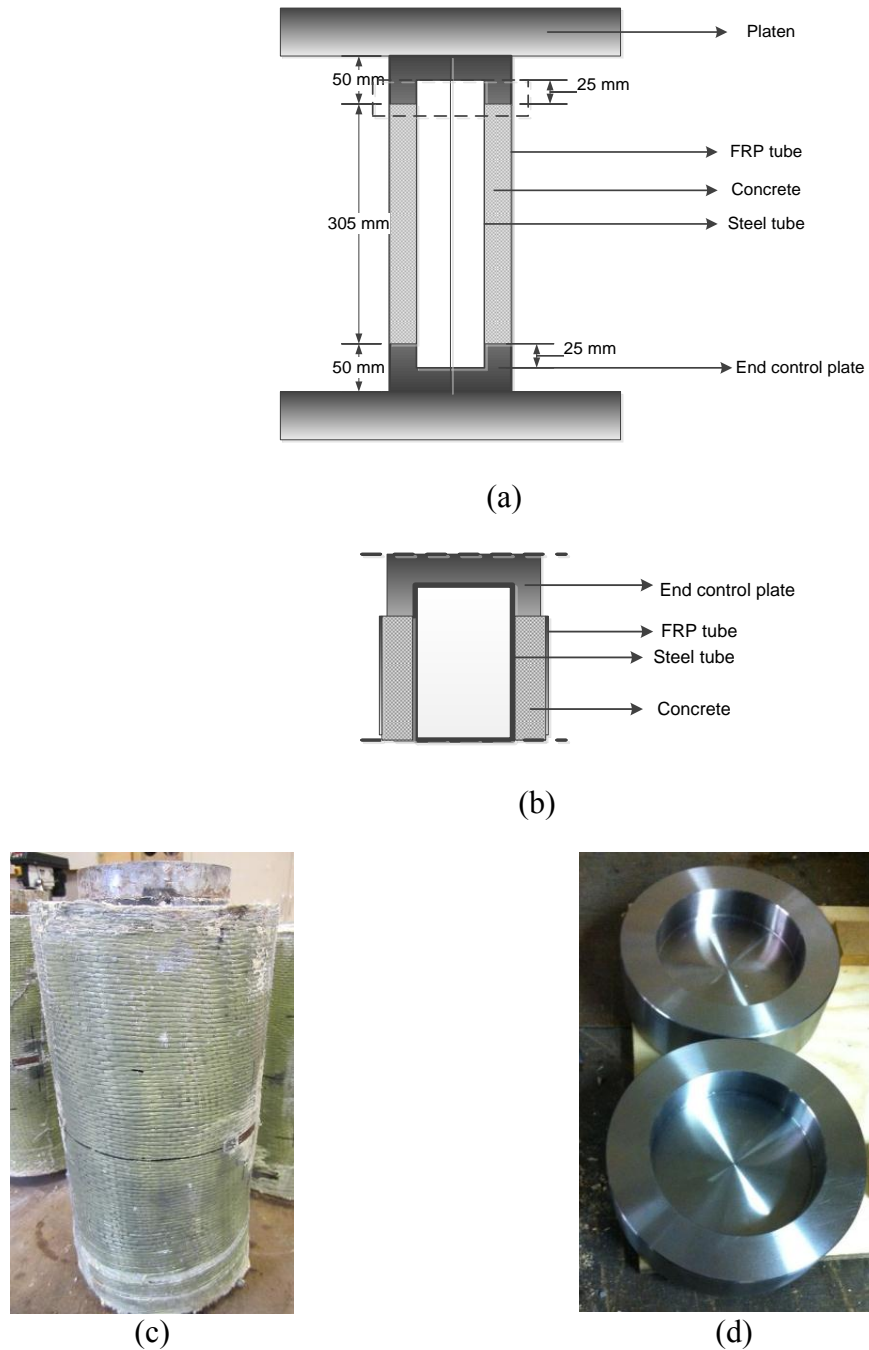 Platen
50 mm
25 mm
FRP tube
Concrete
305 mm
Steel tube
25 mm
50 mm
End control plate
(a)
End control plate
FRP tube
Steel tube
Concrete
(b)
(c)
(d)